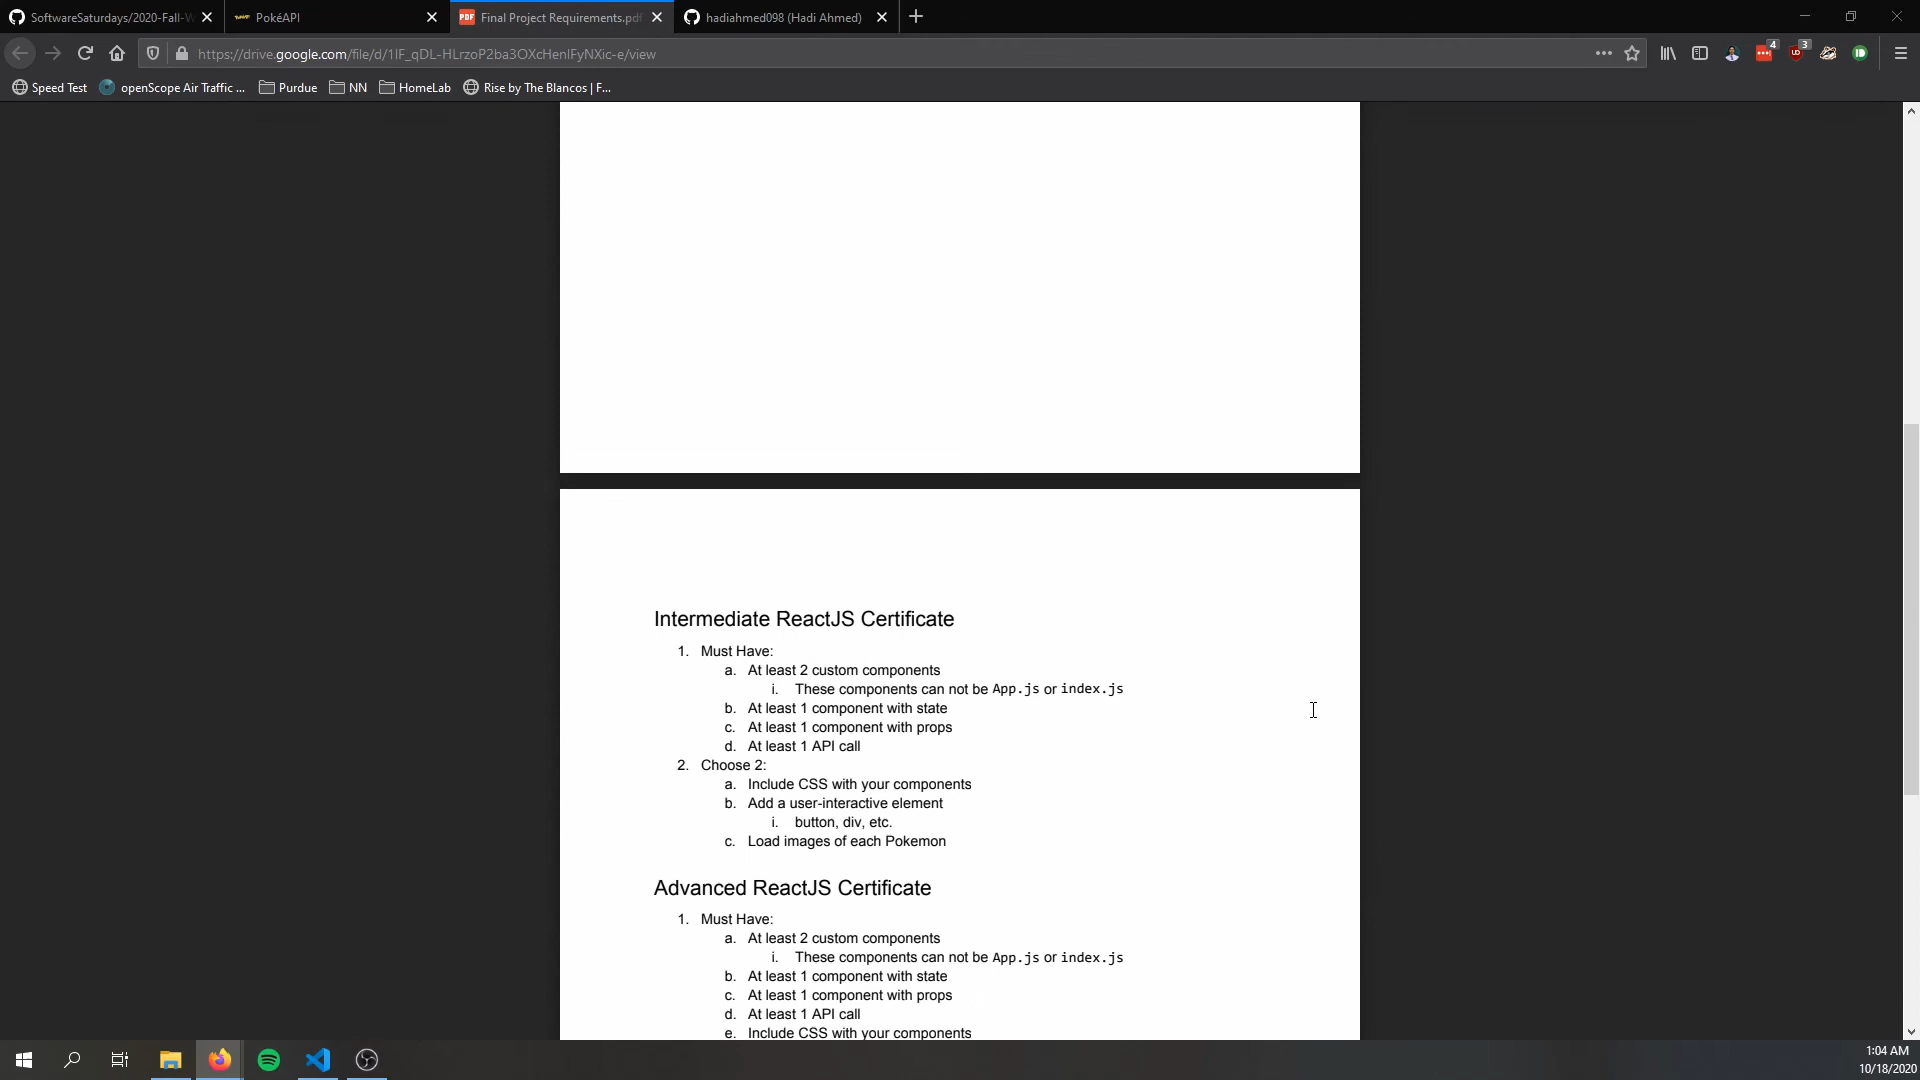 SoftwareSaturdays/2020-Fall-W
PokéAPI
PDF
Final Project Requirements.pdf
hadiahmed098 (Hadi Ahmed)
https://drive.google.com/file/d/1IF_qDL-HLrzoP2ba3OXcHenIFyNXic-e/view
4
3
Speed Test
openScope Air Traffic ...
Purdue
NN
HomeLab
Rise by The Blancos | F...
Intermediate ReactJS Certificate
1. Must Have:
a. At least 2 custom components
i. These components can not be App.js or index.js
b. At least 1 component with state
c. At least 1 component with props
d. At least 1 API call
2. Choose 2:
a. Include CSS with your components
b. Add a user-interactive element
i. button, div, etc.
c. Load images of each Pokemon
Advanced ReactJS Certificate
1. Must Have:
a. At least 2 custom components
i. These components can not be App.js or index.js
b. At least 1 component with state
c. At least 1 component with props
d. At least 1 API call
e. Include CSS with your components
1:04 AM
10/18/2020